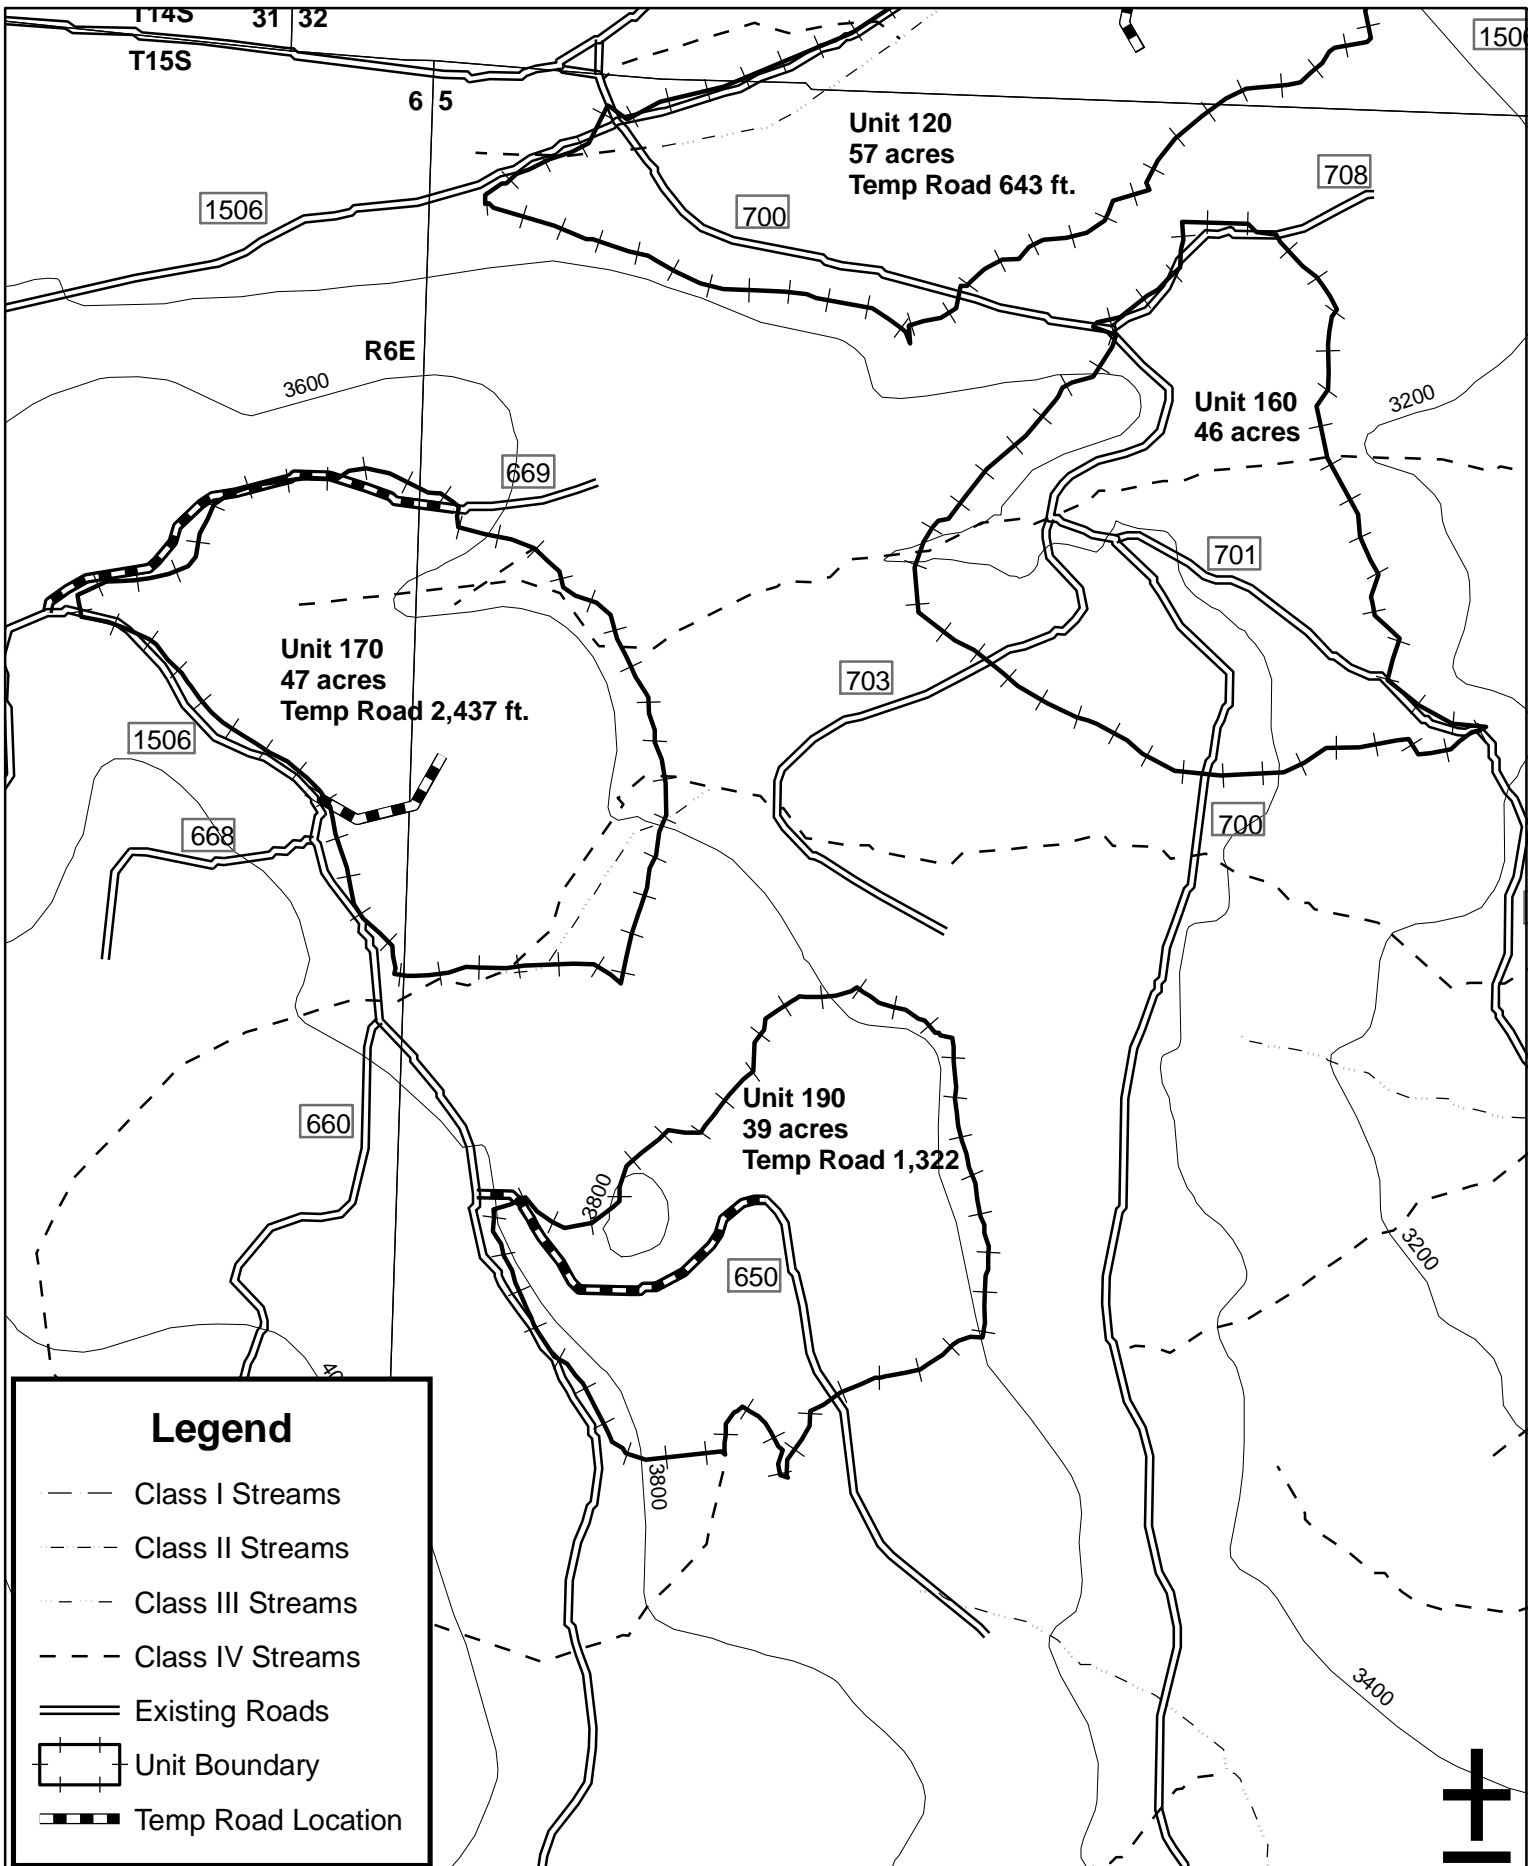 T14S
31 32
1506
T15S
6 5
Unit 120
57 acres
Temp Road 643 ft.
708
1506
700
R6E
3600
Unit 160
46 acres
3200
669
701
Unit 170
47 acres
Temp Road 2,437 ft.
703
1506
668
700
Unit 190
39 acres
Temp Road 1,322
660
3800
3200
650
40
Legend
Class I Streams
Class II Streams
Class III Streams
Class IV Streams
Existing Roads
Unit Boundary
Temp Road Location
3800
3400